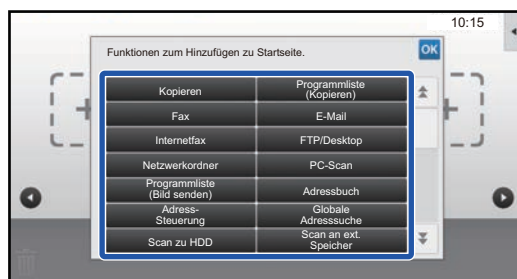 10:15
Funktionen zum Hinzufügen zu Startseite.
OK
Kopieren
Programmliste
(Kopieren)
Fax
E-Mail
Internetfax
FTP/Desktop
Netzwerkordner
PC-Scan
Programmliste
(Bild senden)
Adressbuch
Adress-
Steuerung
Globale
Adresssuche
Scan zu HDD
Scan an ext.
Speicher